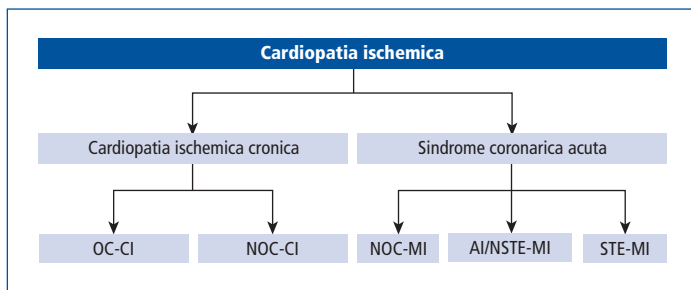 Cardiopatia ischemica
Cardiopatia ischemica cronica
Sindrome coronarica acuta
OC-CI
NOC-CI
NOC-MI
AI/NSTE-MI
STE-MI